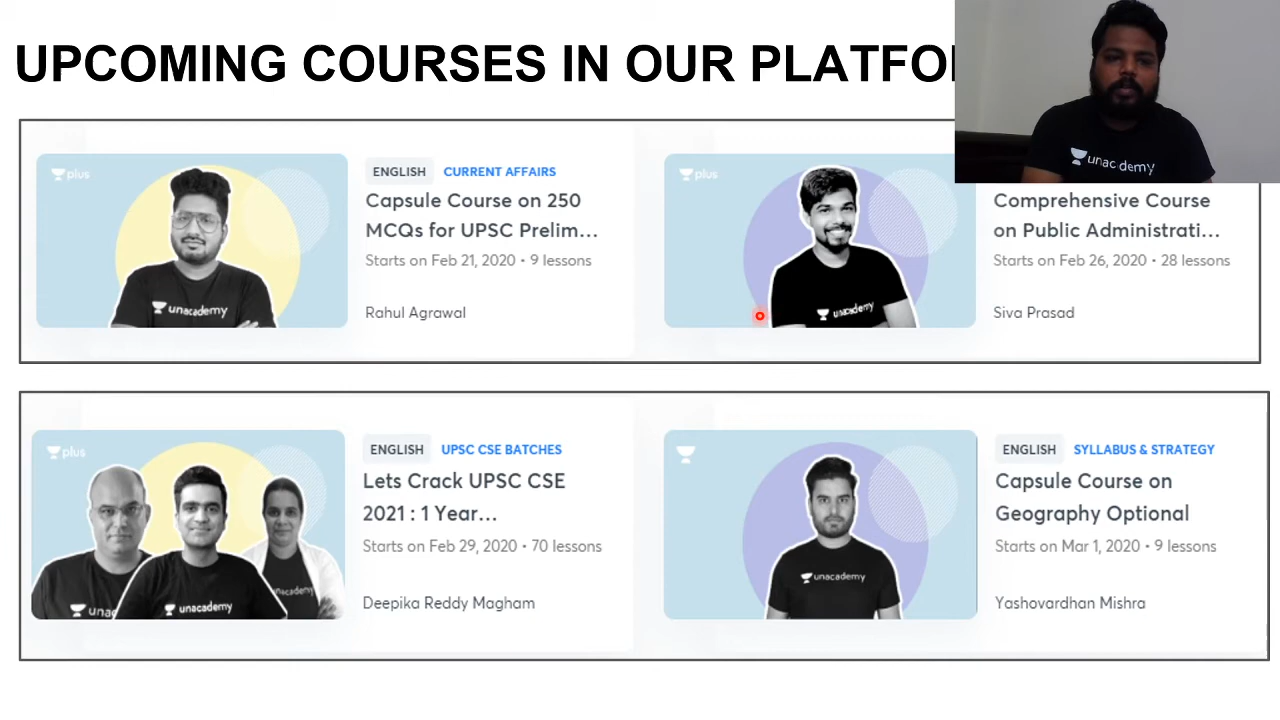 UPCOMING COURSES IN OUR
plus
ENGLISH CURRENT AFFAIRS
Capsule Course on 250
MCQs for UPSC Prelim...
Starts on Feb 21, 2020 • 9 lessons
Rahul Agrawal
unacademy
plus
unacademy
Comprehensive Course
on Public Administrati...
Starts on Feb 26, 2020 • 28 lessons
Siva Prasad
unacademy
plus
unacademy
unacademy
ENGLISH UPSC CSE BATCHES
Lets Crack UPSC CSE
2021 : 1 Year...
Starts on Feb 29, 2020 • 70 lessons
Deepika Reddy Magham
unacademy
ENGLISH SYLLABUS & STRATEGY
Capsule Course on
Geography Optional
Starts on Mar 1, 2020 • 9 lessons
Yashovardhan Mishra